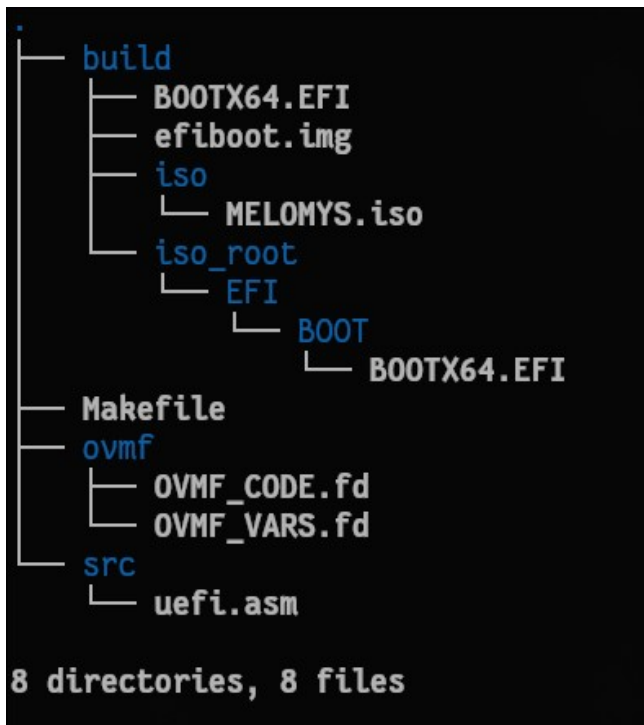 .
├── build
│   ├── BOOTX64.EFI
│   ├── efiboot.img
│   ├── iso
│   │   └── MELOMYS.iso
│   └── iso_root
│       └── EFI
│           └── BOOT
│               └── BOOTX64.EFI
├── Makefile
├── ovmf
│   ├── OVMF_CODE.fd
│   └── OVMF_VARS.fd
└── src
    └── uefi.asm

8 directories, 8 files